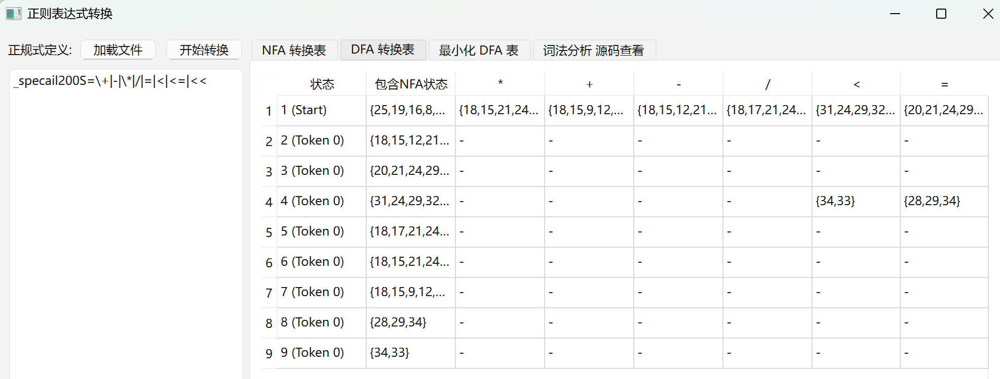 正则表达式转换
正规式定义: 加载文件 开始转换 NFA 转换表 DFA 转换表 最小化 DFA 表 词法分析 源码查看
_specail200S=\+|-|\*|/|=|<|<=|<<
状态 包含NFA状态 * + - / < =
1 1 (Start) {25,19,16,8,... {18,15,21,24... {18,15,9,12,... {18,15,12,21... {18,17,21,24... {31,24,29,32... {20,21,24,29...
2 2 (Token 0) {18,15,12,21... - - - - - -
3 3 (Token 0) {20,21,24,29... - - - - - -
4 4 (Token 0) {31,24,29,32... - - - - {34,33} {28,29,34}
5 5 (Token 0) {18,17,21,24... - - - - - -
6 6 (Token 0) {18,15,21,24... - - - - - -
7 7 (Token 0) {18,15,9,12,... - - - - - -
8 8 (Token 0) {28,29,34} - - - - - -
9 9 (Token 0) {34,33} - - - - - -